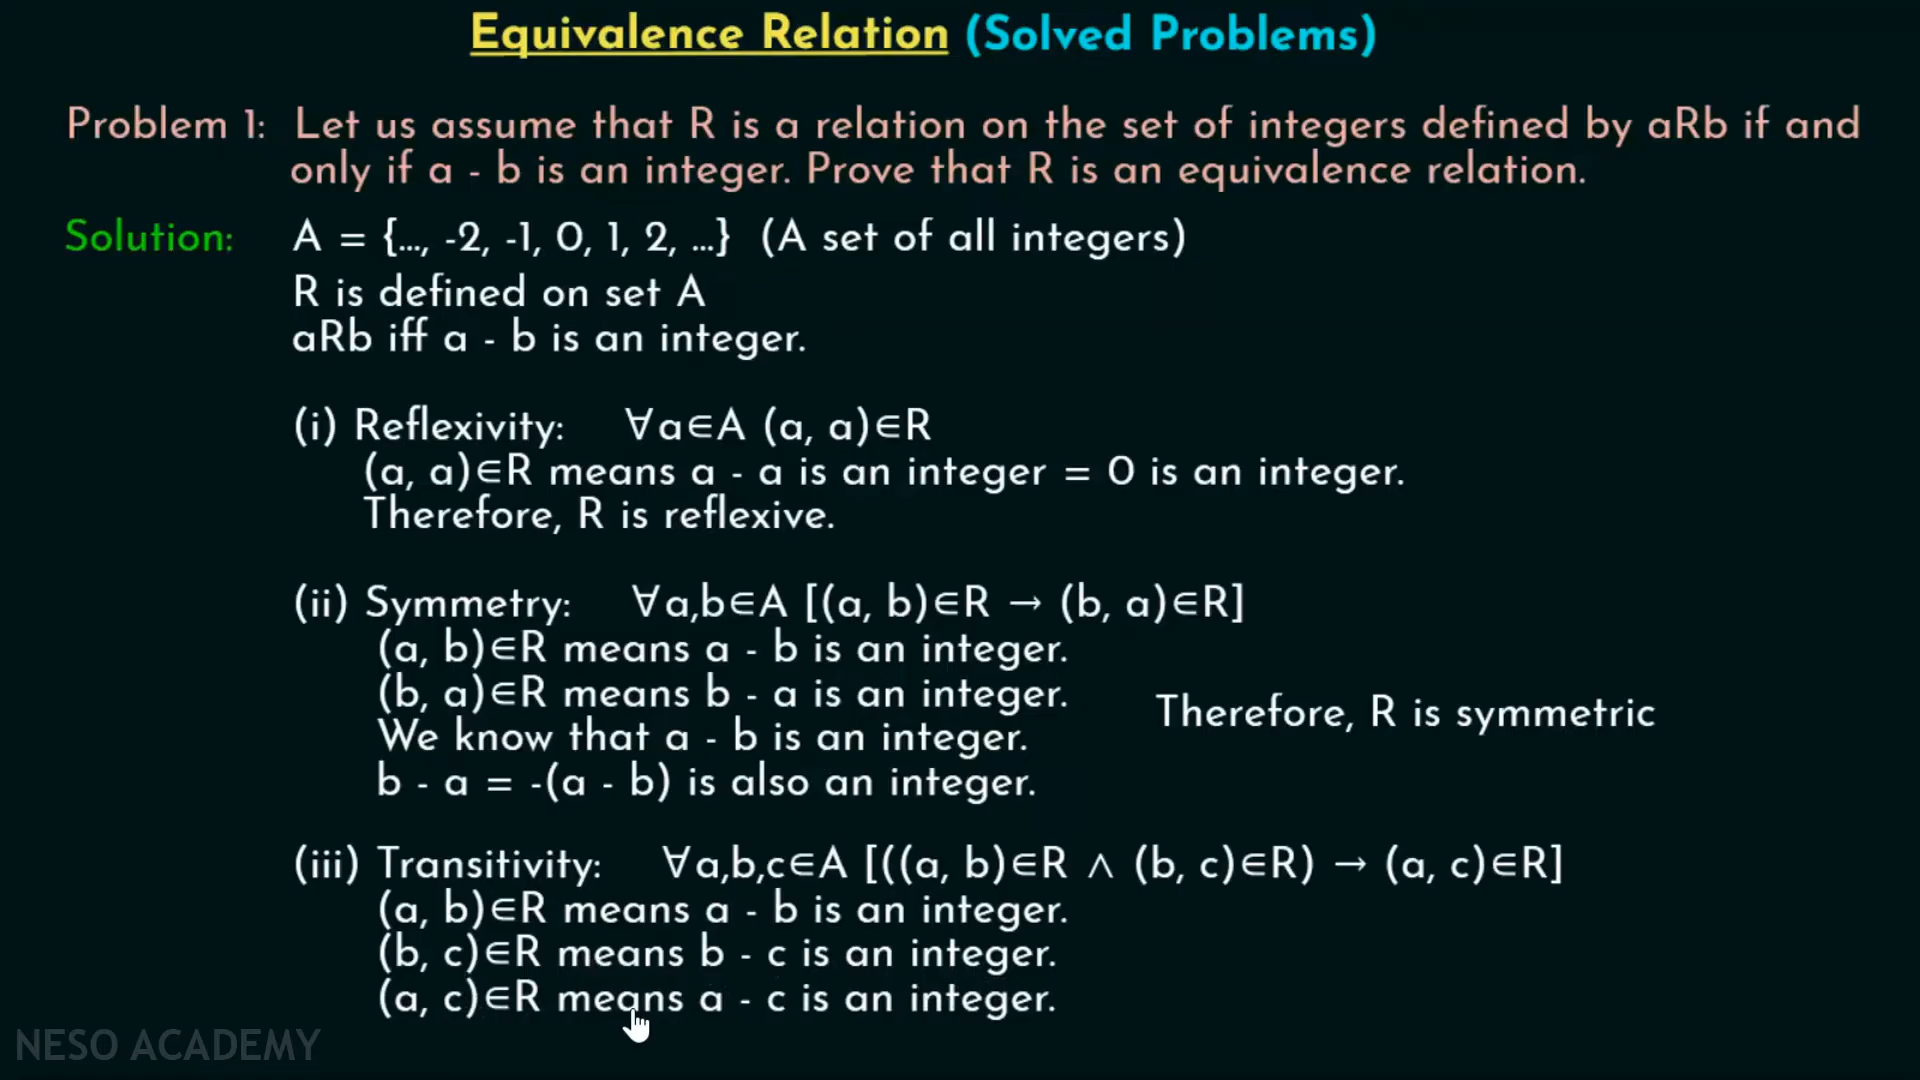 Equivalence Relation (Solved Problems)
Problem 1: Let us assume that R is a relation on the set of integers defined by aRb if and
only if a - b is an integer. Prove that R is an equivalence relation.
Solution: A = {..., -2, -1, 0, 1, 2, ...} (A set of all integers)
R is defined on set A
aRb iff a - b is an integer.
(i) Reflexivity: ∀a∈A (a, a)∈R
(a, a)∈R means a - a is an integer = 0 is an integer.
Therefore, R is reflexive.
(ii) Symmetry: ∀a,b∈A [(a, b)∈R → (b, a)∈R]
(a, b)∈R means a - b is an integer.
(b, a)∈R means b - a is an integer.
Therefore, R is symmetric
We know that a - b is an integer.
b - a = -(a - b) is also an integer.
(iii) Transitivity: ∀a,b,c∈A [((a, b)∈R ∧ (b, c)∈R) → (a, c)∈R]
(a, b)∈R means a - b is an integer.
(b, c)∈R means b - c is an integer.
(a, c)∈R means a - c is an integer.
NESO ACADEMY